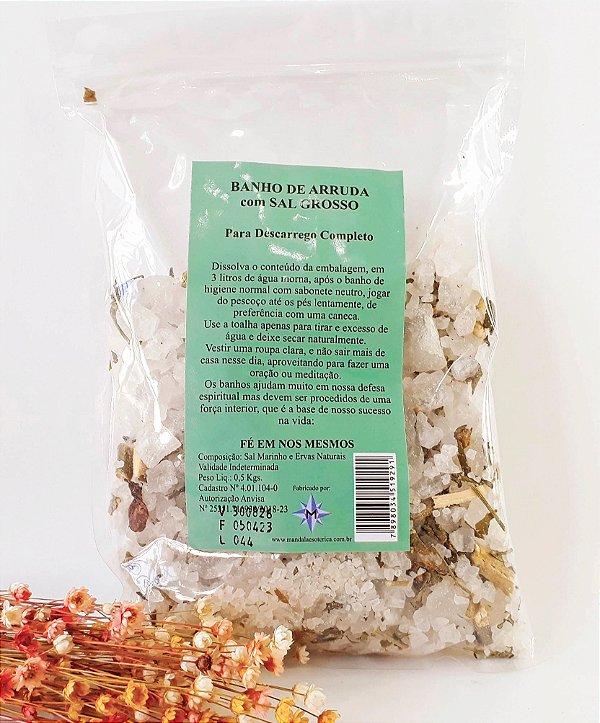 BANHO DE ARRUDA
com SAL GROSSO
Para Descarrego Completo
Dissolva o conteúdo da embalagem, em
3 litros de água morna, após o banho de
higiene normal com sabonete neutro, jogar
do pescoço até os pés lentamente, de
preferência com uma caneca.
Use a toalha apenas para tirar e excesso de
água e deixe secar naturalmente.
Vestir uma roupa clara, e não sair mais de
casa nesse dia, aproveitando para fazer uma
oração ou meditação.
Os banhos ajudam muito em nossa defesa
espiritual mas devem ser procedidos de uma
força interior, que é a base de nosso sucesso
na vida:
FÉ EM NOS MESMOS
Composição: Sal Marinho e Ervas Naturais
Validade Indeterminada
Peso Liq.: 0,5 Kgs.
Cadastro Nº 4.01.104-0
Fabricado por:
Autorização Anvisa
F 050423
L 044
M
www.mandalaesoterica.com.br
7898034519291